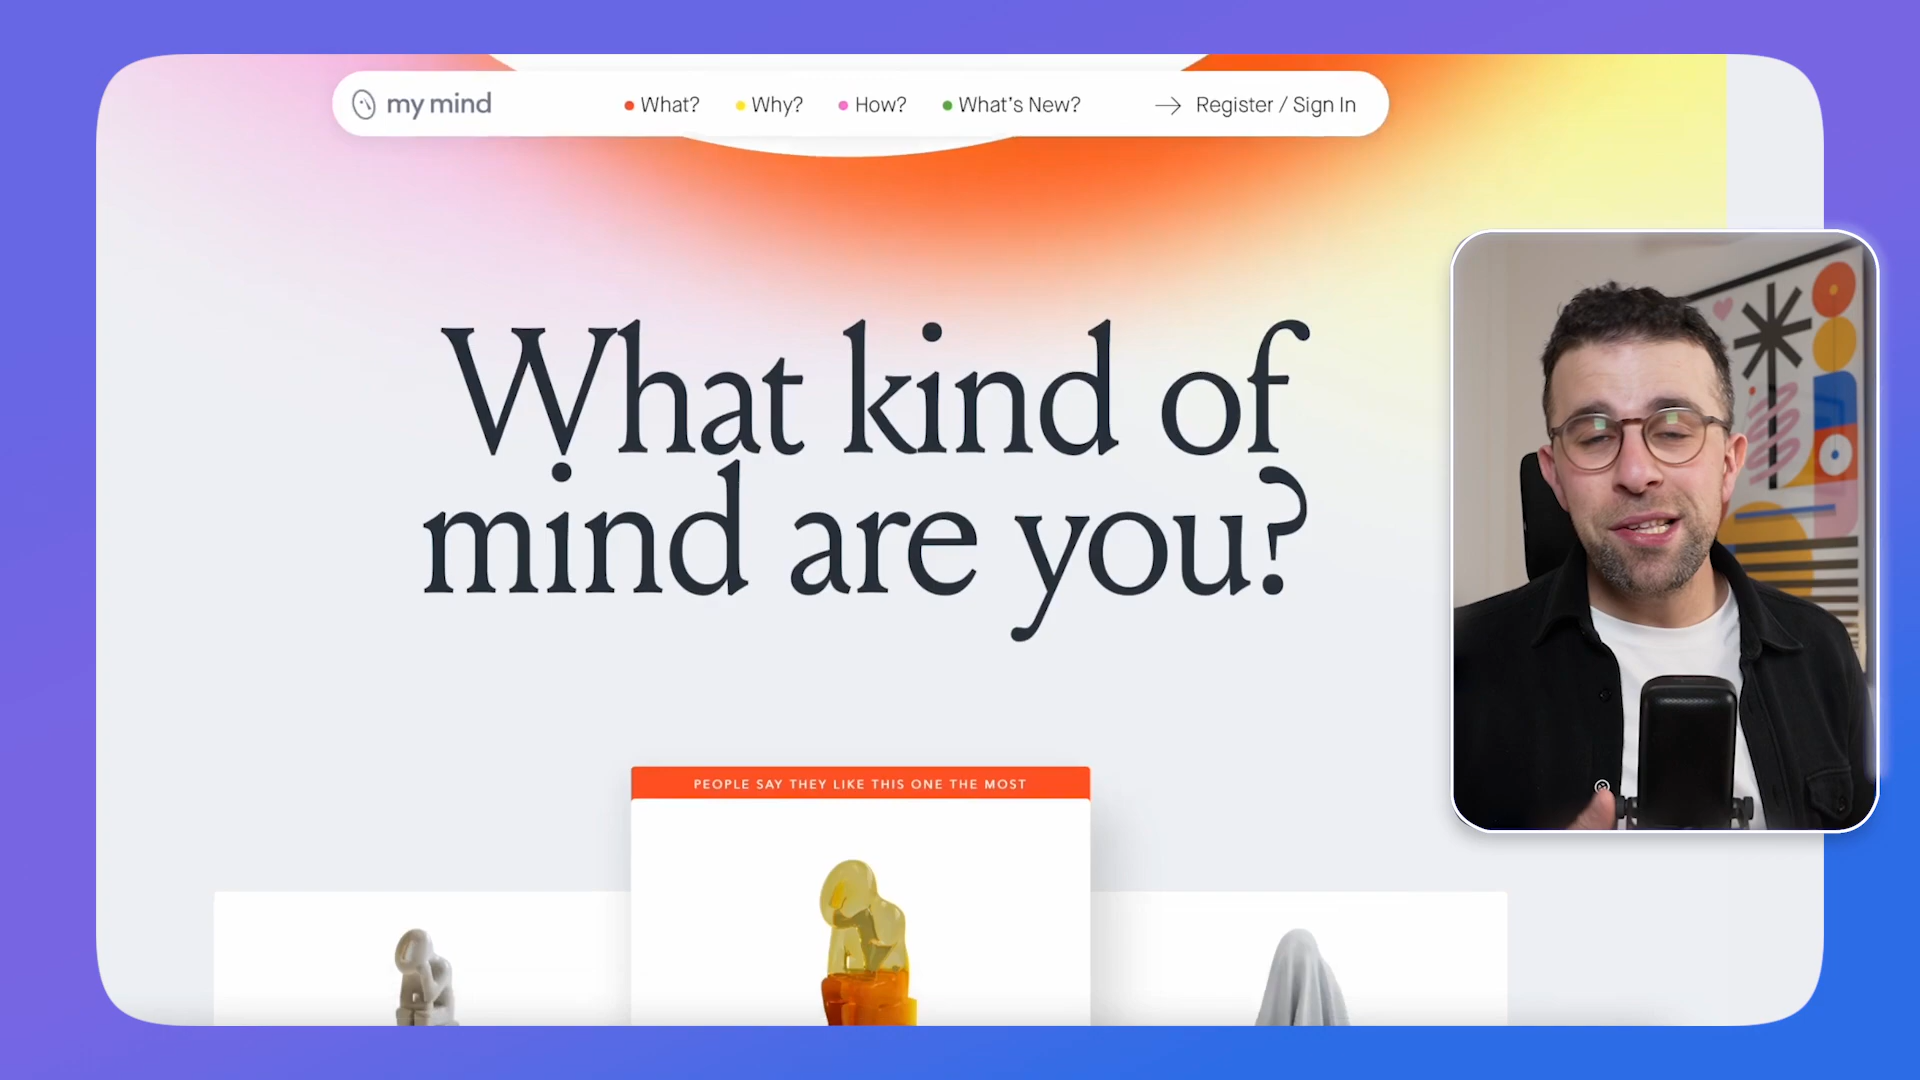 my mind
What?
Why?
How?
What's New?
Register / Sign In
What kind of
mind are you?
PEOPLE SAY THEY LIKE THIS ONE THE MOST